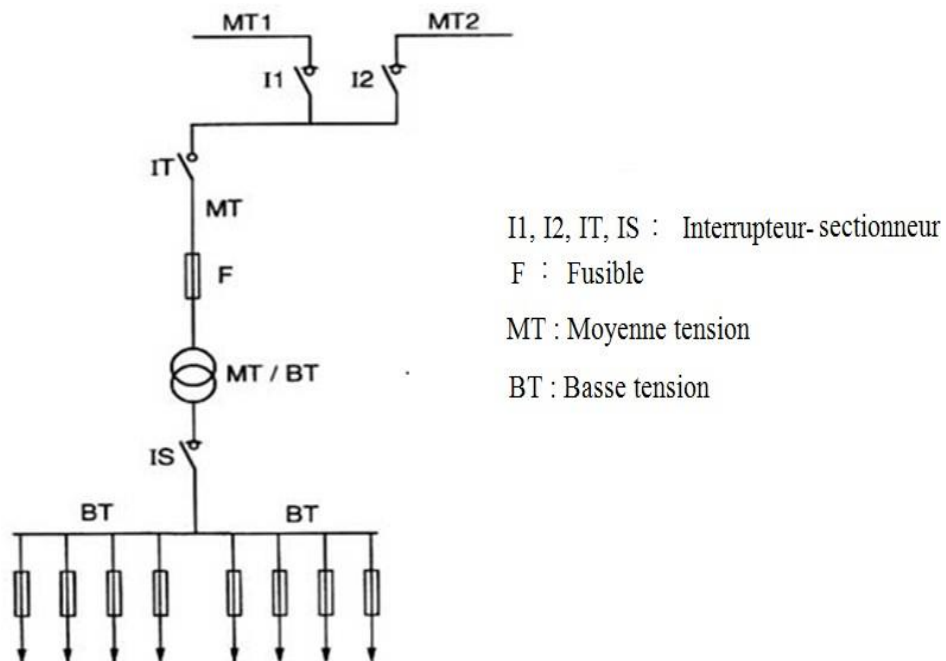 MT1 MT2
I1 I2
IT
MT
F
MT / BT
IS
BT BT
I1, I2, IT, IS : Interrupteur- sectionneur
F : Fusible
MT : Moyenne tension
BT : Basse tension